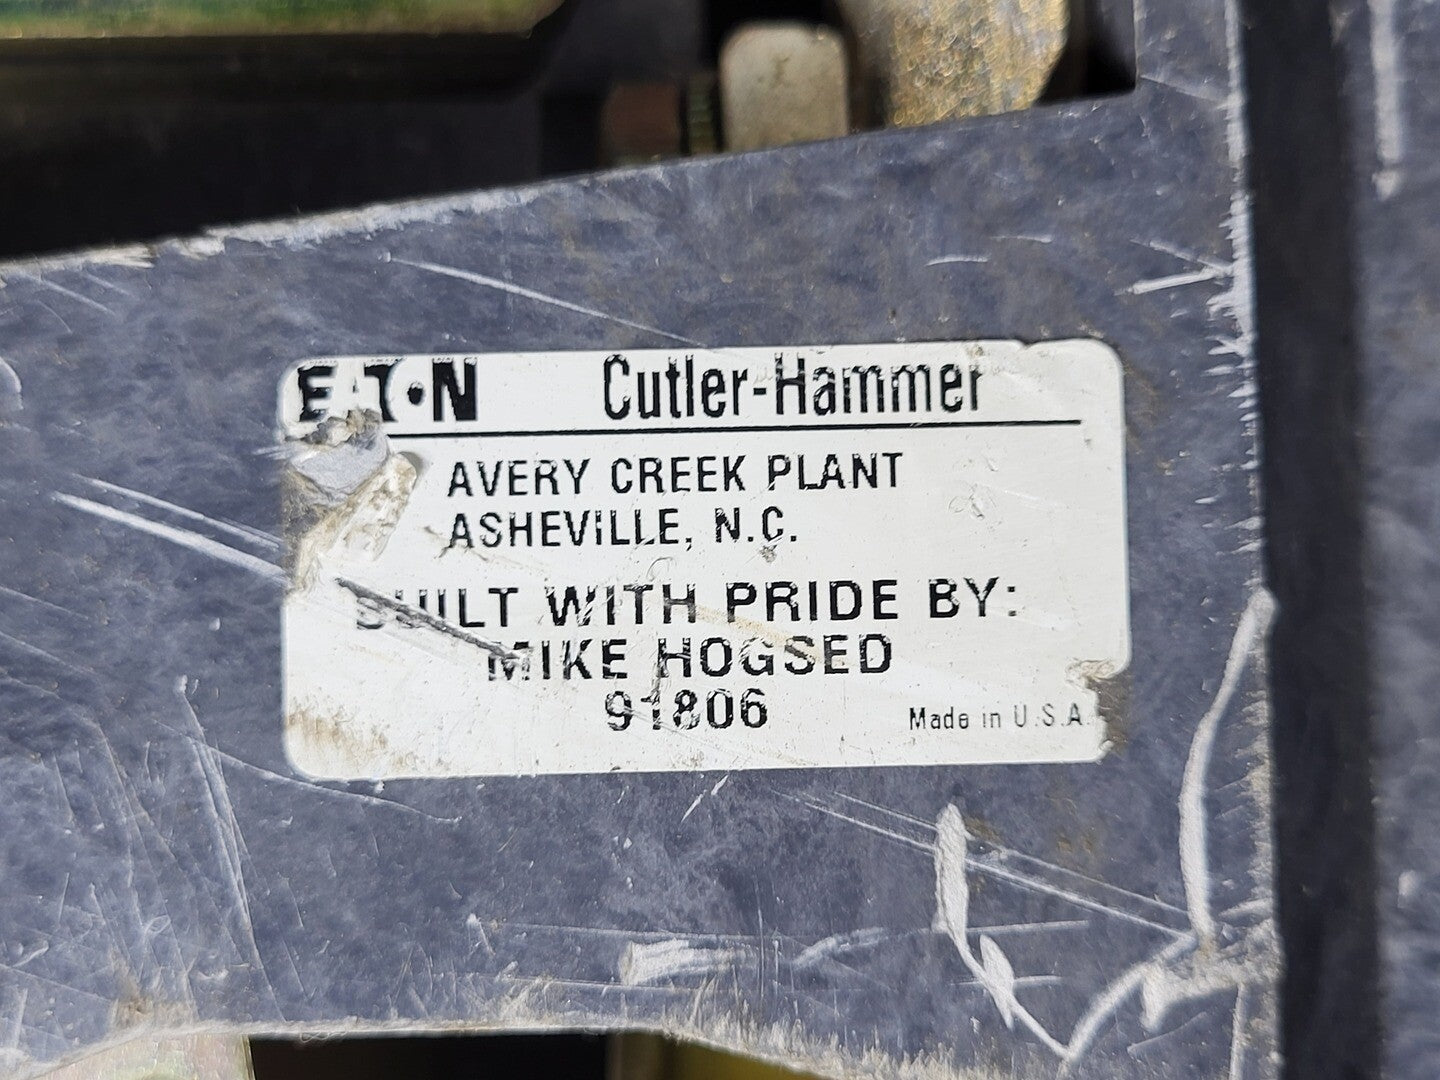 EATON Cutler-Hammer
AVERY CREEK PLANT
ASHEVILLE, N.C.
BUILT WITH PRIDE BY:
MIKE HOGSED
91806
Made in U.S.A.